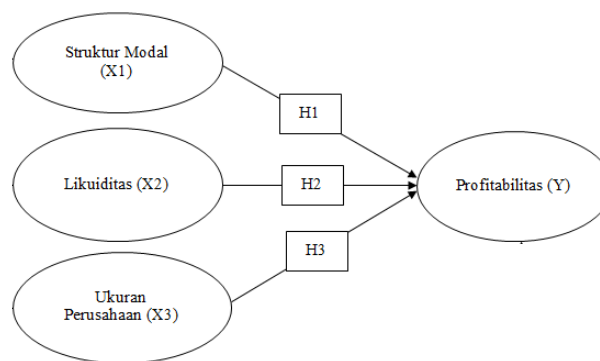 Struktur Modal
(X1)
H1
Likuiditas (X2)
H2
Profitabilitas (Y)
H3
Ukuran
Perusahaan (X3)